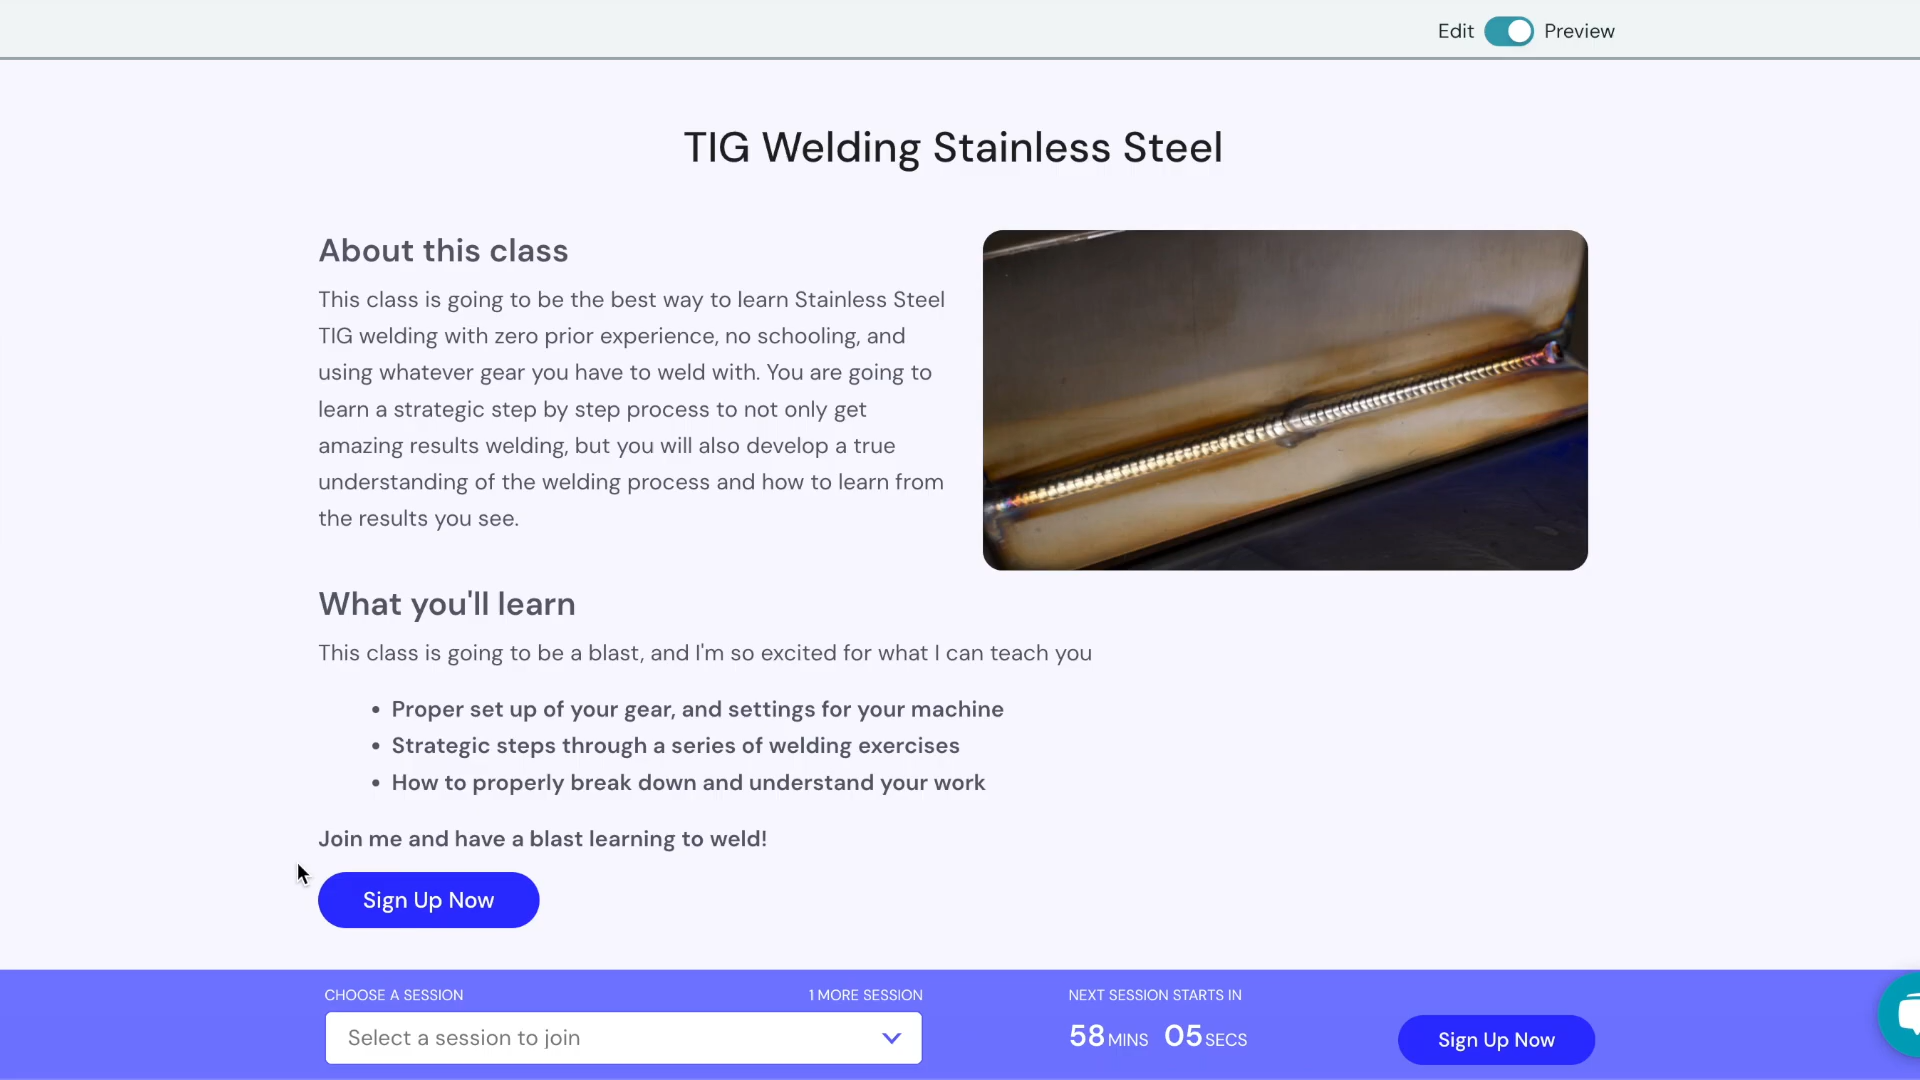 Edit Preview
TIG Welding Stainless Steel
About this class
This class is going to be the best way to learn Stainless Steel
TIG welding with zero prior experience, no schooling, and
using whatever gear you have to weld with. You are going to
learn a strategic step by step process to not only get
amazing results welding, but you will also develop a true
understanding of the welding process and how to learn from
the results you see.
What you'll learn
This class is going to be a blast, and I'm so excited for what I can teach you
• Proper set up of your gear, and settings for your machine
• Strategic steps through a series of welding exercises
• How to properly break down and understand your work
Join me and have a blast learning to weld!
Sign Up Now
CHOOSE A SESSION 1 MORE SESSION
Select a session to join
NEXT SESSION STARTS IN
58 MINS 05 SECS
Sign Up Now